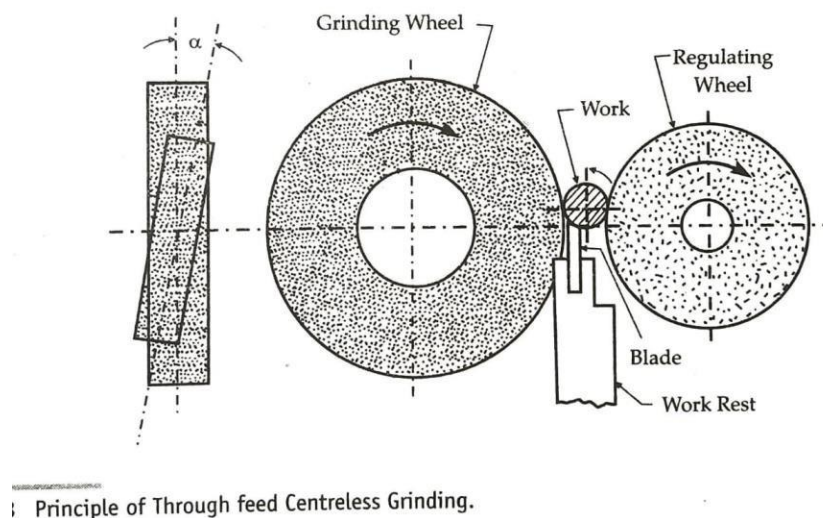 α
Grinding Wheel
Regulating
Wheel
Work
Blade
Work Rest
Principle of Through feed Centreless Grinding.